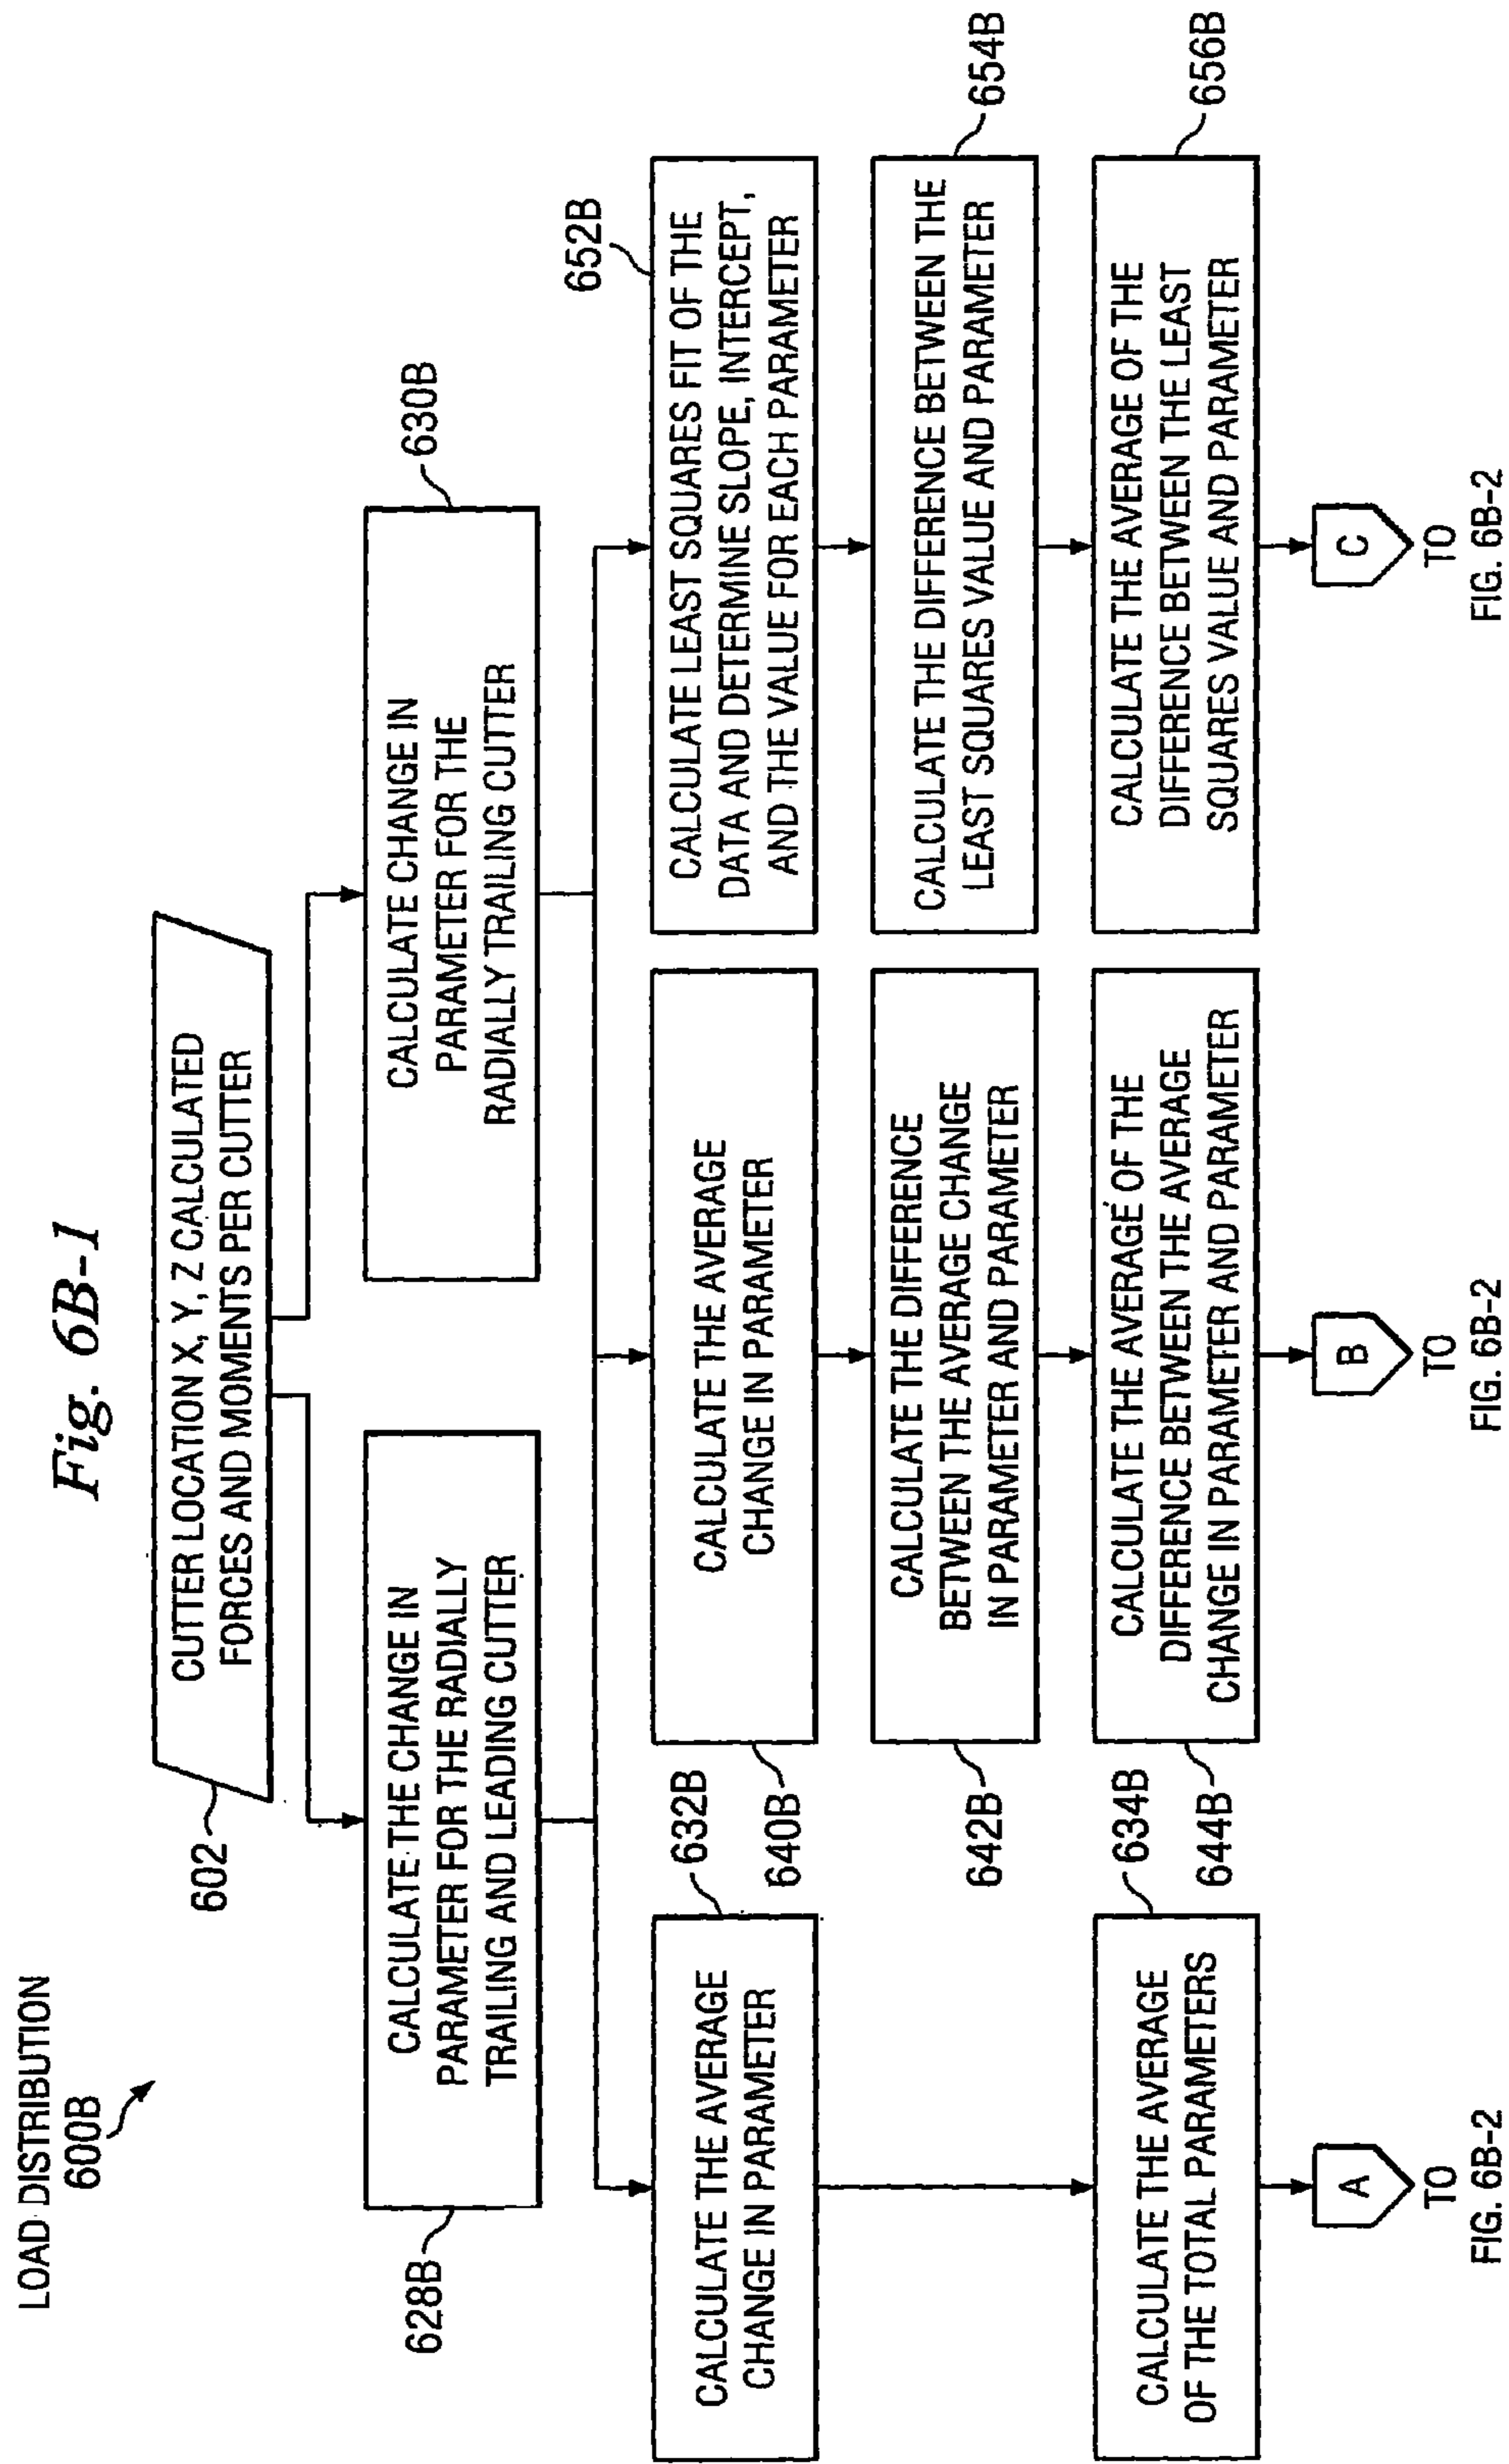 Fig. 6B-1
LOAD DISTRIBUTION
600B
602
CUTTER LOCATION X, Y, Z CALCULATED
FORCES AND MOMENTS PER CUTTER
628B
CALCULATE THE CHANGE IN
PARAMETER FOR THE RADIALLY
TRAILING AND LEADING CUTTER
630B
CALCULATE CHANGE IN
PARAMETER FOR THE
RADIALLY TRAILING CUTTER
632B
CALCULATE THE AVERAGE
CHANGE IN PARAMETER
640B
CALCULATE THE AVERAGE
CHANGE IN PARAMETER
652B
CALCULATE LEAST SQUARES FIT OF THE
DATA AND DETERMINE SLOPE, INTERCEPT,
AND THE VALUE FOR EACH PARAMETER
642B
CALCULATE THE DIFFERENCE
BETWEEN THE AVERAGE CHANGE
IN PARAMETER AND PARAMETER
654B
CALCULATE THE DIFFERENCE BETWEEN THE
LEAST SQUARES VALUE AND PARAMETER
634B
CALCULATE THE AVERAGE
OF THE TOTAL PARAMETERS
644B
CALCULATE THE AVERAGE OF THE
DIFFERENCE BETWEEN THE AVERAGE
CHANGE IN PARAMETER AND PARAMETER
656B
CALCULATE THE AVERAGE OF THE
DIFFERENCE BETWEEN THE LEAST
SQUARES VALUE AND PARAMETER
A
TO
FIG. 6B-2
B
TO
FIG. 6B-2
C
TO
FIG. 6B-2